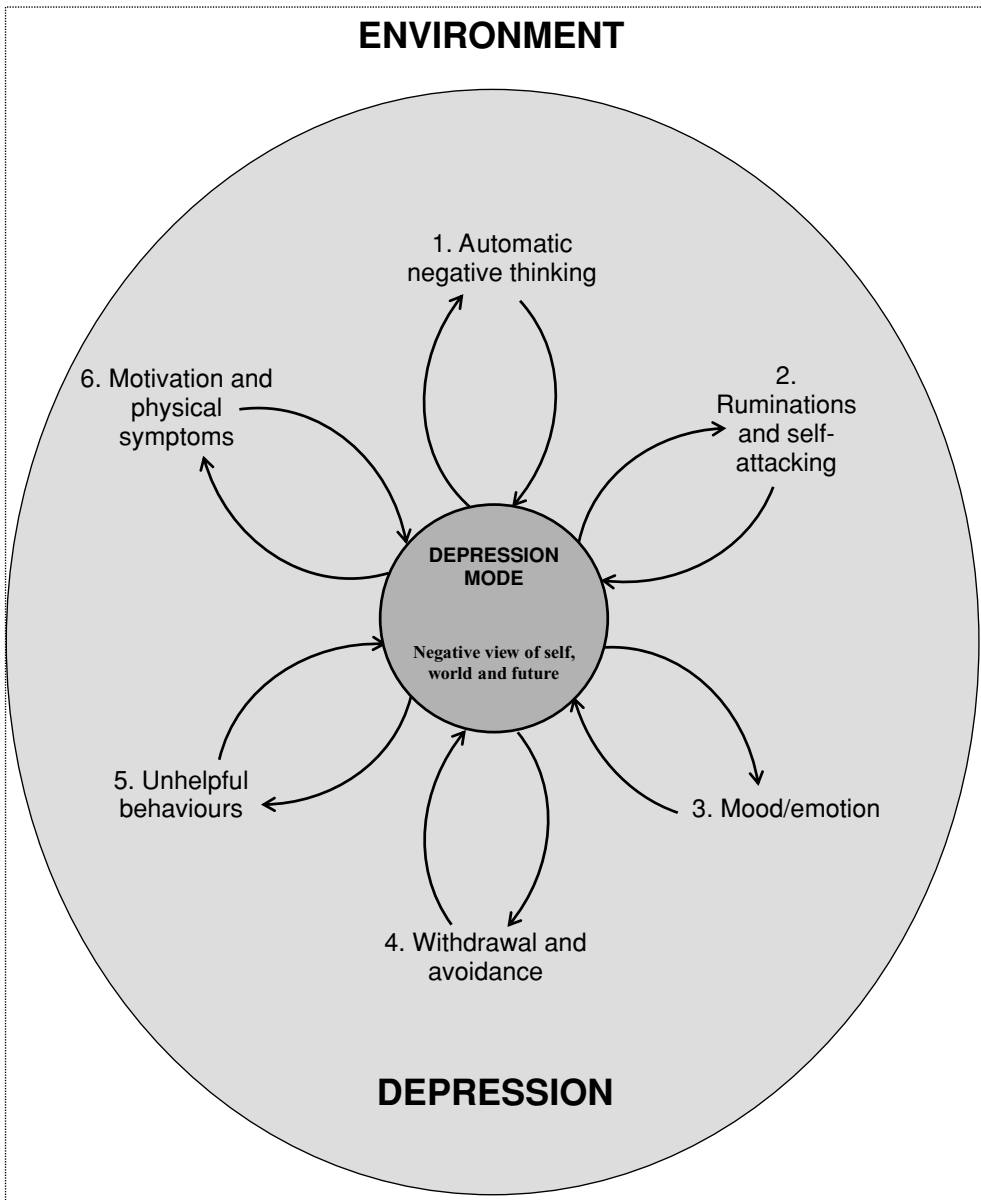 ENVIRONMENT
1. Automatic
negative thinking
2.
Ruminations
and self-
attacking
3. Mood/emotion
4. Withdrawal and
avoidance
5. Unhelpful
behaviours
6. Motivation and
physical
symptoms
DEPRESSION
MODE
Negative view of self,
world and future
DEPRESSION